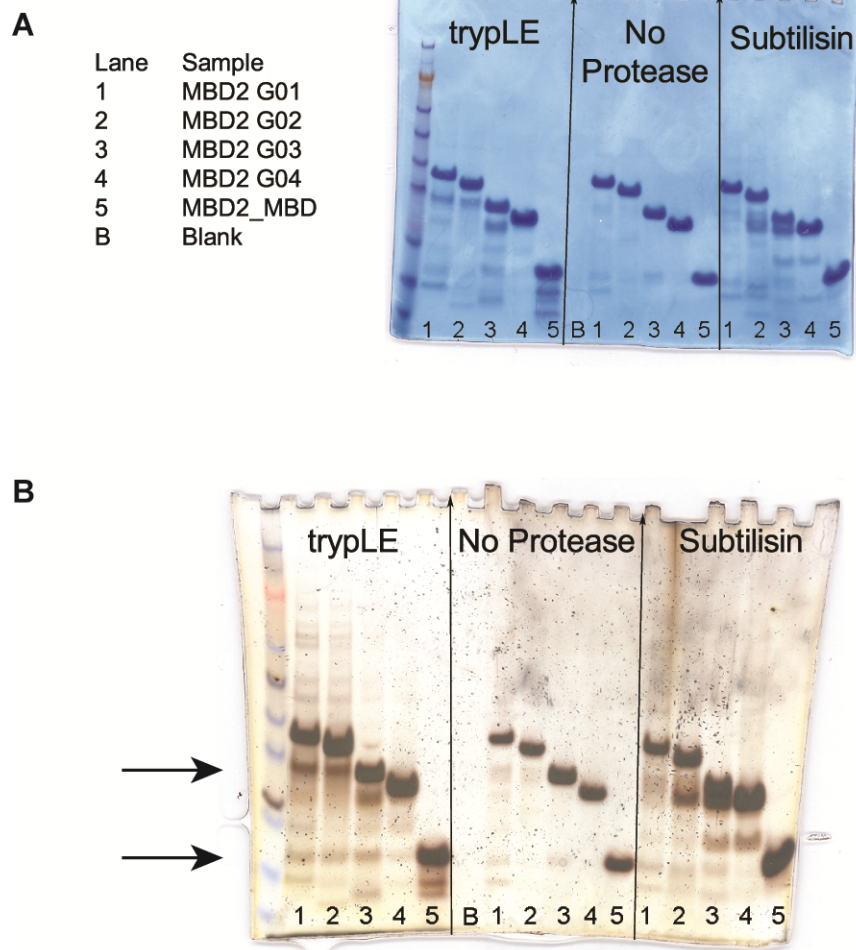 A
Lane Sample
1 MBD2 G01
2 MBD2 G02
3 MBD2 G03
4 MBD2 G04
5 MBD2_MBD
B Blank
trypLE
No
Protease
Subtilisin
1 2 3 4 5 B 1 2 3 4 5 1 2 3 4 5
B
trypLE No Protease Subtilisin
1 2 3 4 5 B 1 2 3 4 5 1 2 3 4 5